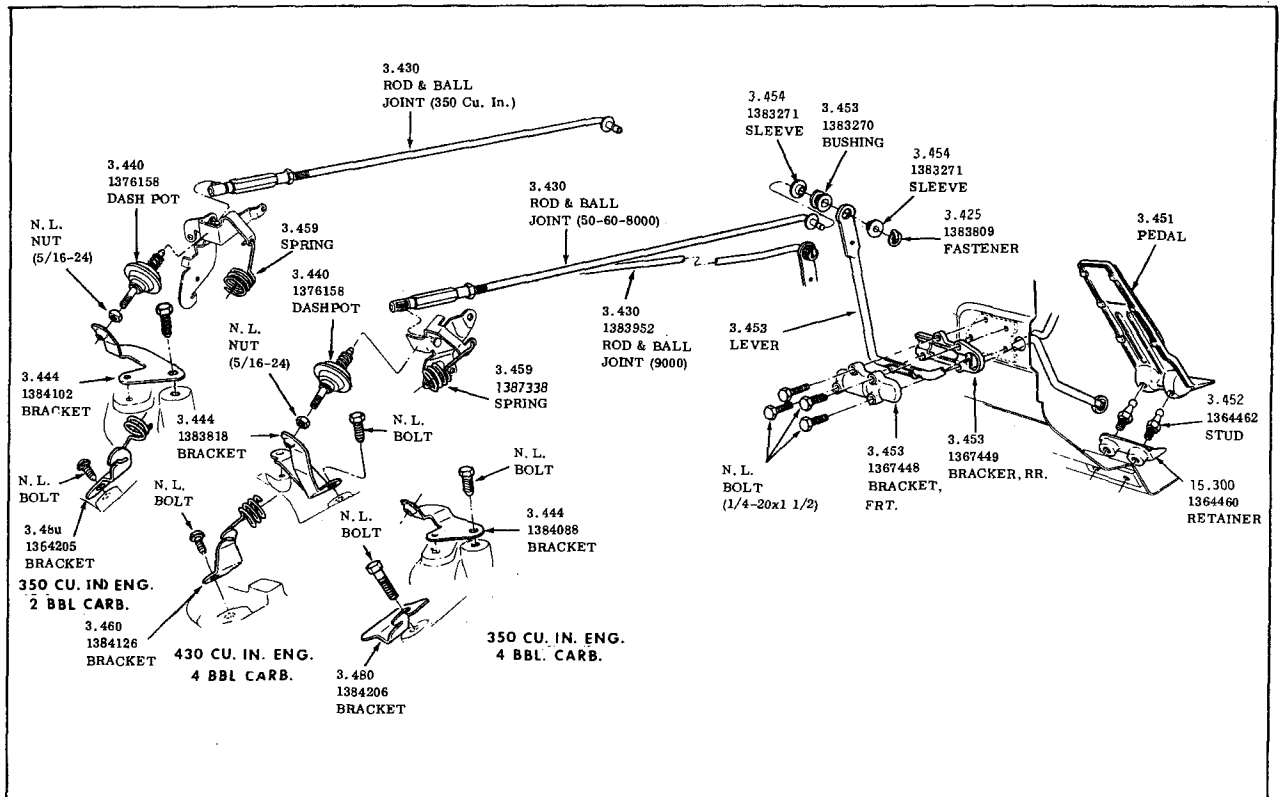 3.430
ROD & BALL
JOINT (350 Cu. In.)
3.454
1383271
SLEEVE
3.453
1383270
BUSHING
3.454
1383271
SLEEVE
3.425
1383809
FASTENER
3.451
PEDAL
3.440
1376158
DASH POT
3.430
ROD & BALL
JOINT (50-60-8000)
N. L.
NUT
(5/16-24)
3.459
SPRING
3.440
1376158
DASHPOT
3.430
1383952
ROD & BALL
JOINT (9000)
3.453
LEVER
N. L.
NUT
(5/16-24)
3.459
1387338
SPRING
3.444
1384102
BRACKET
3.444
1383818
BRACKET
N. L.
BOLT
3.452
1364462
STUD
N. L.
BOLT
N. L.
BOLT
N. L.
BOLT
N. L.
BOLT
(1/4-20x1 1/2)
3.453
1367448
BRACKET,
FRT.
3.453
1367449
BRACKER, RR.
15.300
1364460
RETAINER
3.48u
1364205
BRACKET
N. L.
BOLT
3.444
1384088
BRACKET
350 CU. IN) ENG.
2 BBL CARB.
3.460
1384126
BRACKET
430 CU. IN. ENG.
4 BBL CARB.
3.480
1384206
BRACKET
350 CU. IN. ENG.
4 BBL. CARB.